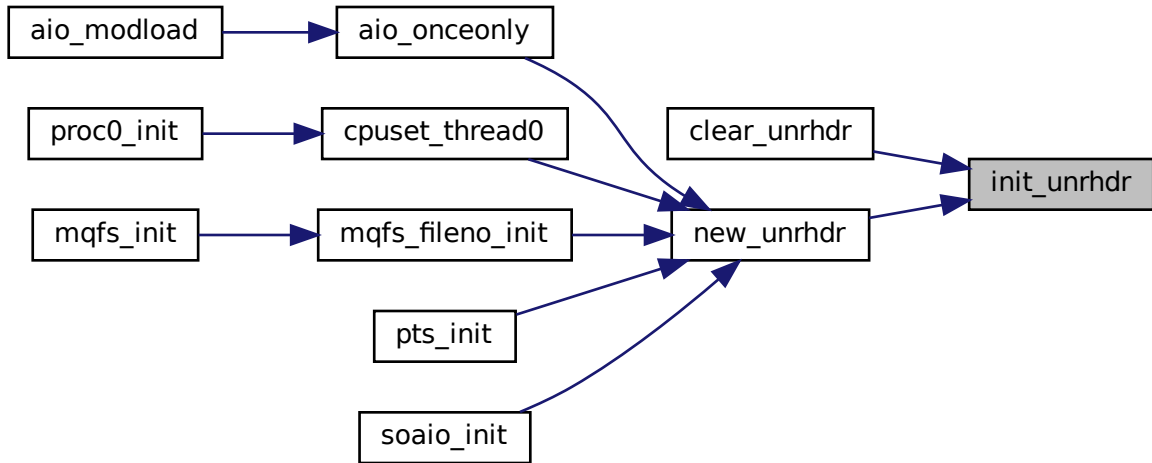 aio_modload
aio_onceonly
proc0_init
cpuset_thread0
clear_unrhdr
init_unrhdr
mqfs_init
mqfs_fileno_init
new_unrhdr
pts_init
soaio_init